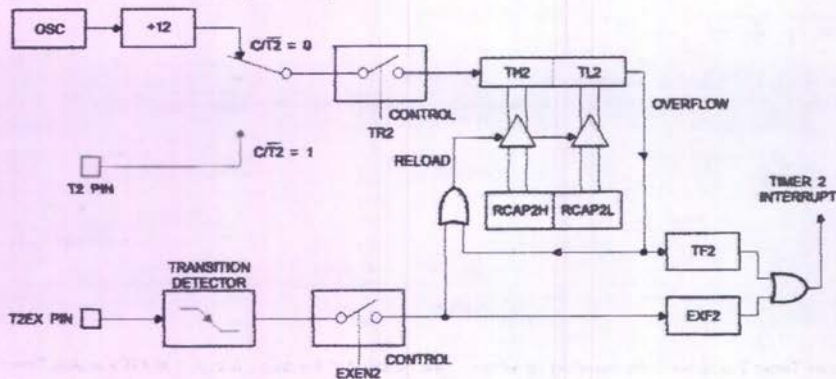 OSC
÷12
C/T2 = 0
TH2
TL2
OVERFLOW
CONTROL
TR2
C/T2 = 1
RELOAD
T2 PIN
RCAP2H
RCAP2L
TIMER 2
INTERRUPT
TRANSITION
DETECTOR
TF2
T2EX PIN
EXF2
CONTROL
EXEN2